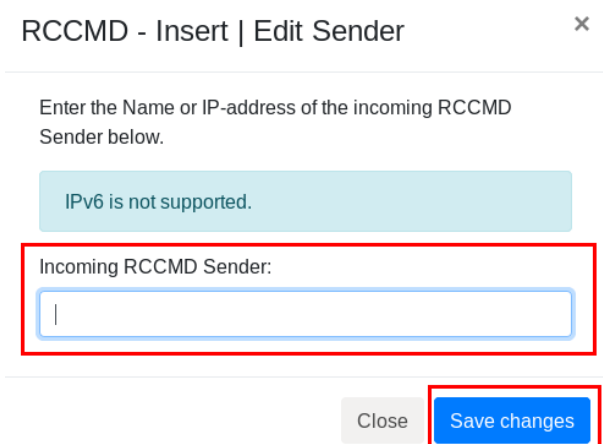 RCCMD - Insert | Edit Sender ×
Enter the Name or IP-address of the incoming RCCMD
Sender below.
IPv6 is not supported.
Incoming RCCMD Sender:
Close Save changes